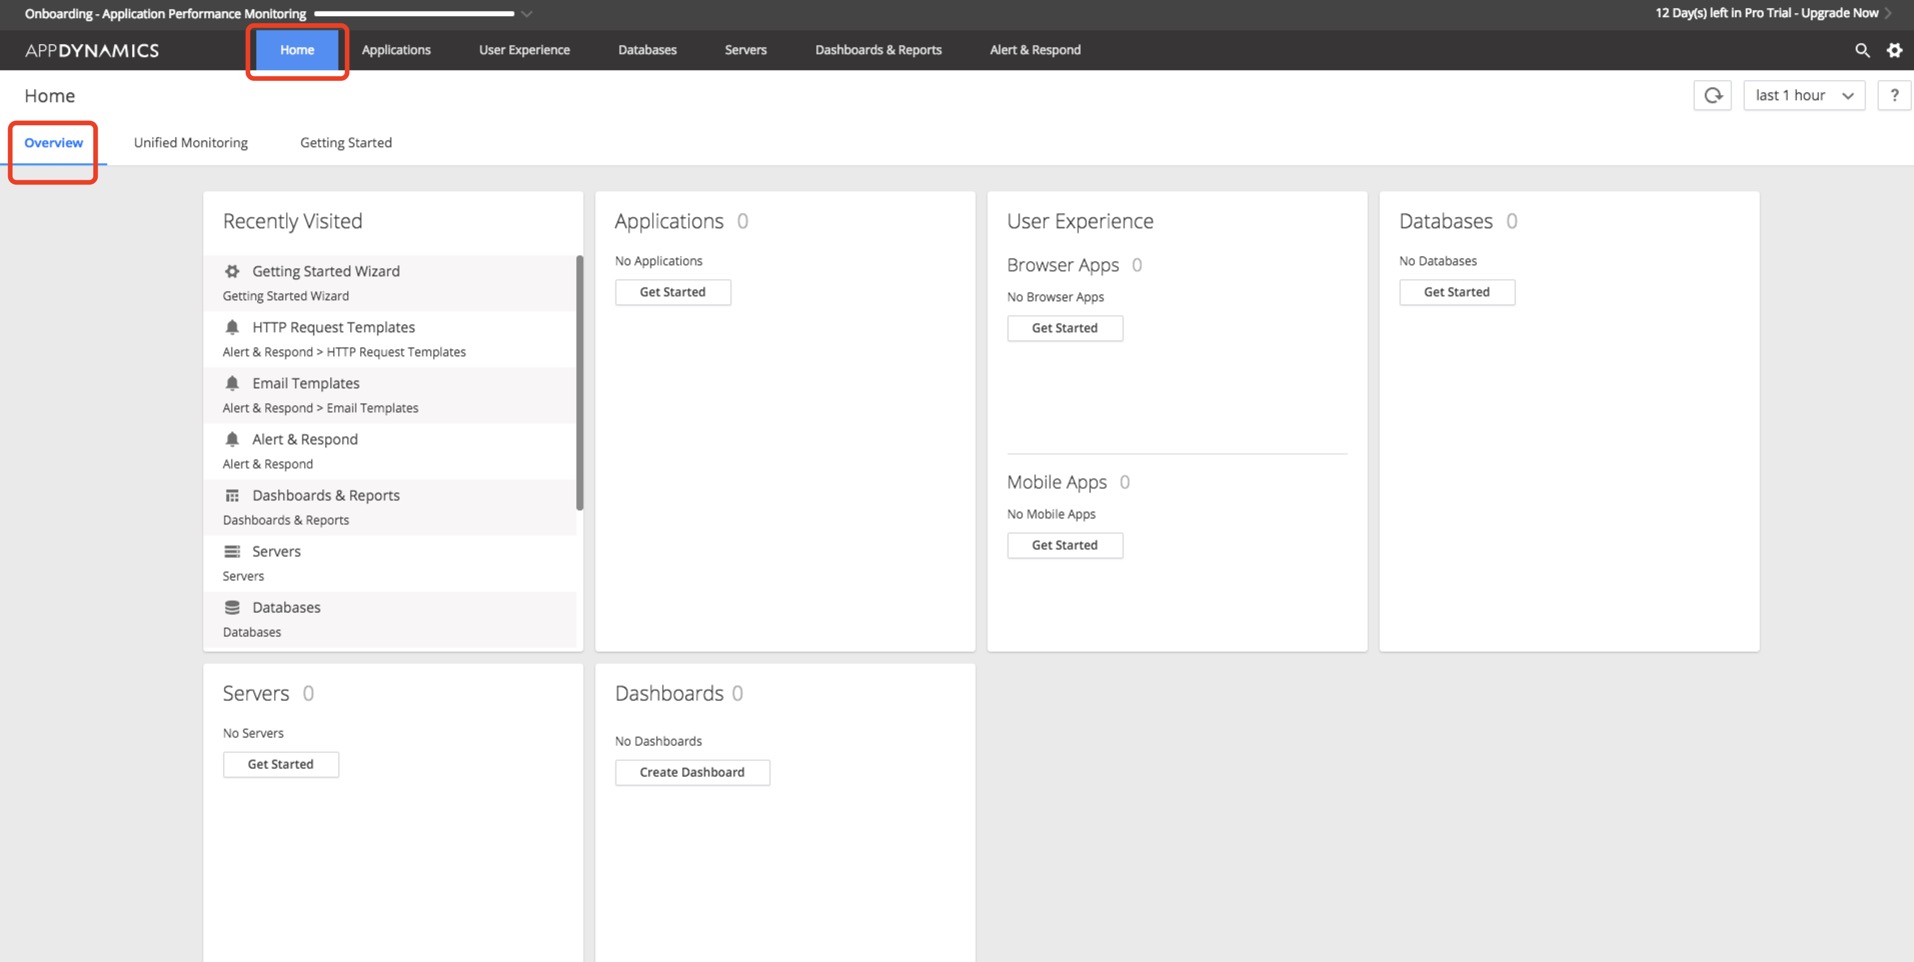 Onboarding - Application Performance Monitoring
12 Day(s) left in Pro Trial - Upgrade Now
APPDYNAMICS
Home
Applications
User Experience
Databases
Servers
Dashboards & Reports
Alert & Respond
Home
last 1 hour
?
Overview
Unified Monitoring
Getting Started
Recently Visited
Getting Started Wizard
Getting Started Wizard
HTTP Request Templates
Alert & Respond > HTTP Request Templates
Email Templates
Alert & Respond > Email Templates
Alert & Respond
Alert & Respond
Dashboards & Reports
Dashboards & Reports
Servers
Servers
Databases
Databases
Applications 0
No Applications
Get Started
User Experience
Browser Apps 0
No Browser Apps
Get Started
Mobile Apps 0
No Mobile Apps
Get Started
Databases 0
No Databases
Get Started
Servers 0
No Servers
Get Started
Dashboards 0
No Dashboards
Create Dashboard